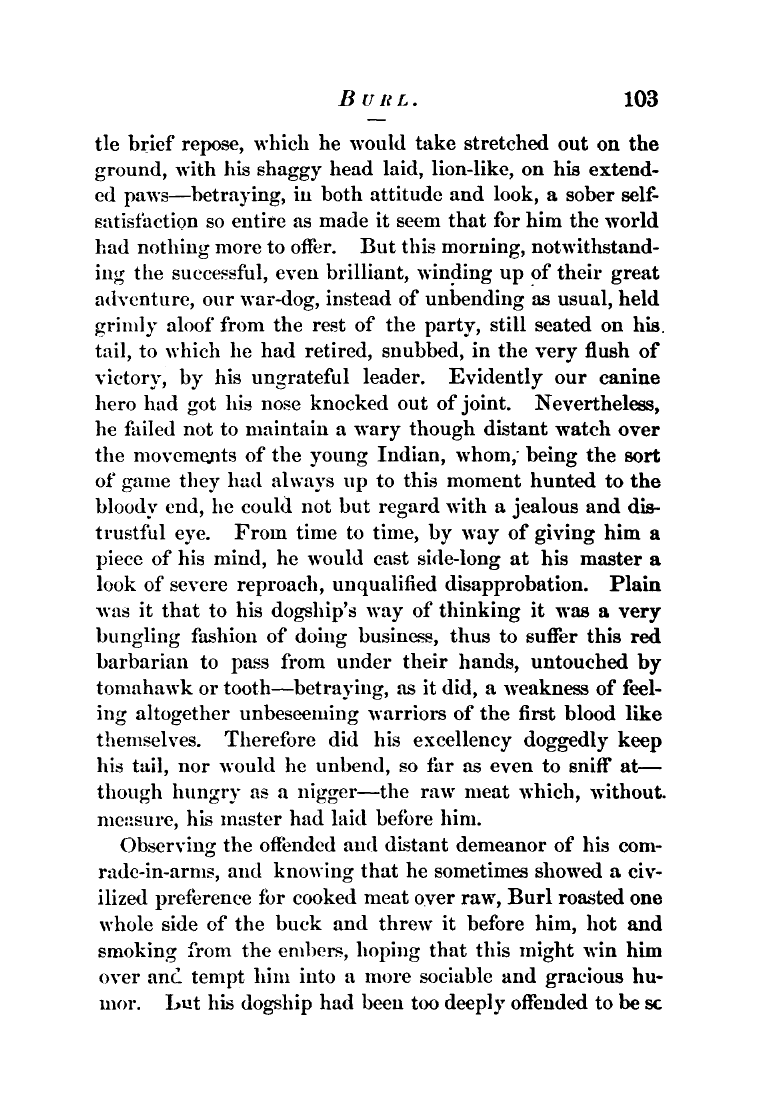 BURL. 103
tle brief repose, which he would take stretched out on the
ground, with his shaggy head laid, lion-like, on his extend-
ed paws—betraying, in both attitude and look, a sober self-
satisfaction so entire as made it seem that for him the world
had nothing more to offer. But this morning, notwithstand-
ing the successful, even brilliant, winding up of their great
adventure, our war-dog, instead of unbending as usual, held
grimly aloof from the rest of the party, still seated on his
tail, to which he had retired, snubbed, in the very flush of
victory, by his ungrateful leader. Evidently our canine
hero had got his nose knocked out of joint. Nevertheless,
he failed not to maintain a wary though distant watch over
the movements of the young Indian, whom, being the sort
of game they had always up to this moment hunted to the
bloody end, he could not but regard with a jealous and dis-
trustful eye. From time to time, by way of giving him a
piece of his mind, he would cast side-long at his master a
look of severe reproach, unqualified disapprobation. Plain
was it that to his dogship's way of thinking it was a very
bungling fashion of doing business, thus to suffer this red
barbarian to pass from under their hands, untouched by
tomahawk or tooth—betraying, as it did, a weakness of feel-
ing altogether unbeseeming warriors of the first blood like
themselves. Therefore did his excellency doggedly keep
his tail, nor would he unbend, so far as even to sniff at—
though hungry as a nigger—the raw meat which, without
measure, his master had laid before him.
Observing the offended and distant demeanor of his com-
rade-in-arms, and knowing that he sometimes showed a civ-
ilized preference for cooked meat over raw, Burl roasted one
whole side of the buck and threw it before him, hot and
smoking from the embers, hoping that this might win him
over and tempt him into a more sociable and gracious hu-
mor. But his dogship had been too deeply offended to be so